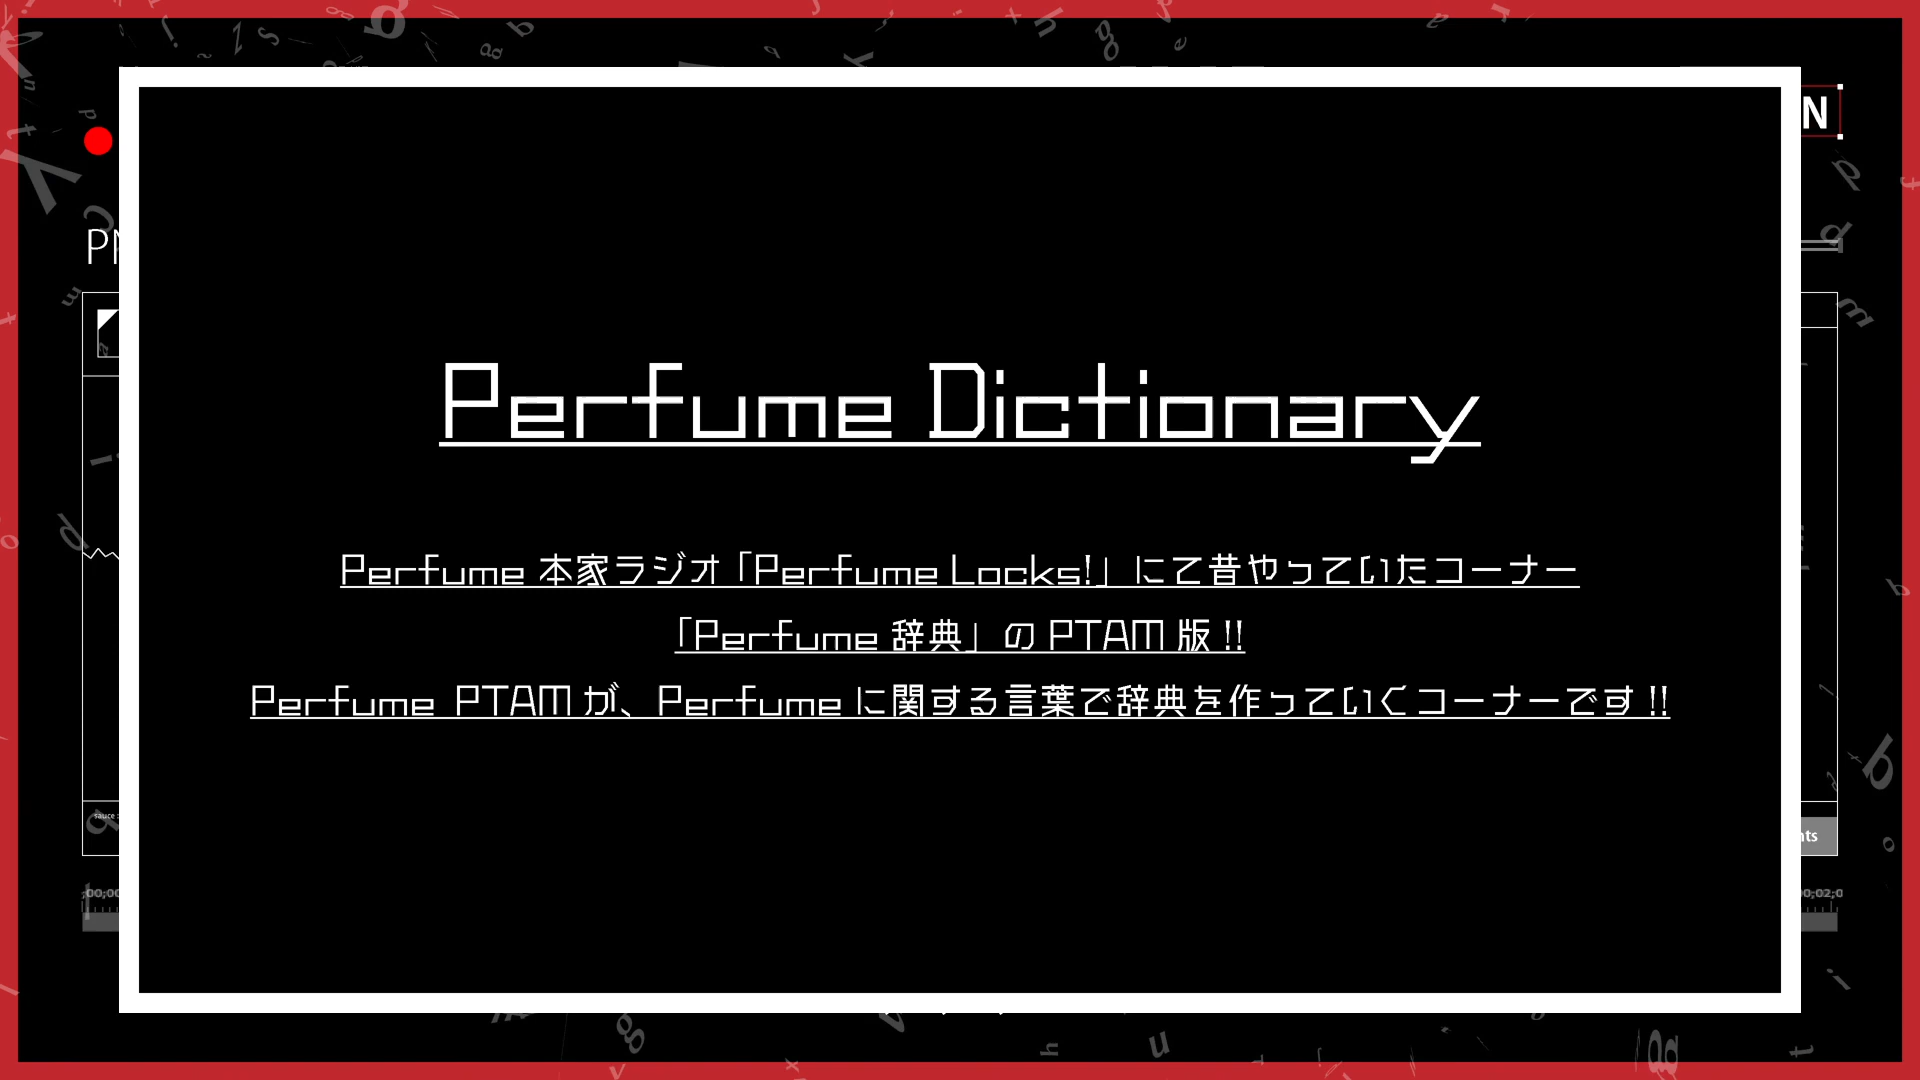 Perfume Dictionary
Perfume 本家ラジオ「Perfume Locks!」にて昔やっていたコーナー
「Perfume 辞典」の PTAM 版 !!
Perfume PTAM が、Perfume に関する言葉で辞典を作っていくコーナーです !!